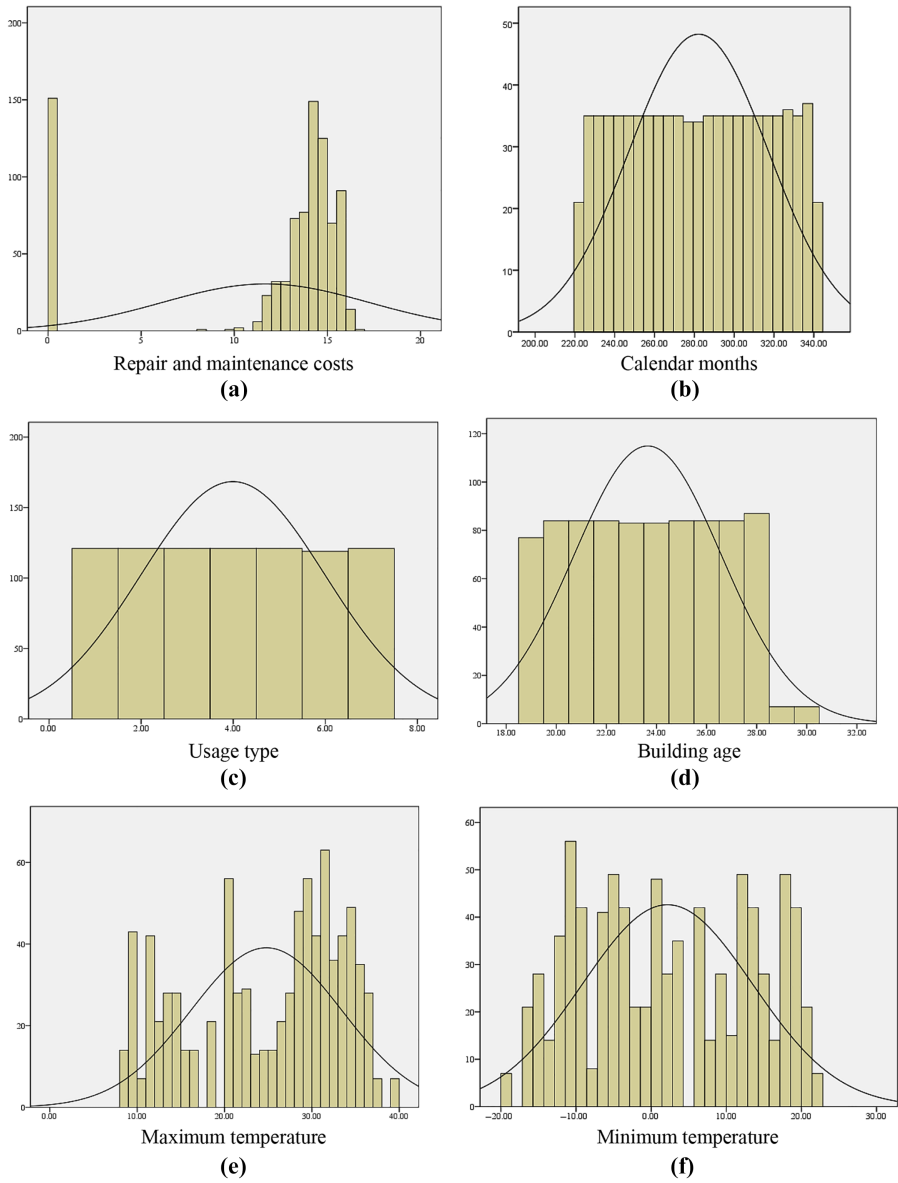 200
150
100
50
0
0 5 10 15 20
Repair and maintenance costs
(a)
50
40
30
20
10
0
200.00 220.00 240.00 260.00 280.00 300.00 320.00 340.00
Calendar months
(b)
200
150
100
50
0
0.00 2.00 4.00 6.00 8.00
Usage type
(c)
120
100
80
60
40
20
0
18.00 20.00 22.00 24.00 26.00 28.00 30.00 32.00
Building age
(d)
60
40
20
0
0.00 10.00 20.00 30.00 40.00
Maximum temperature
(e)
60
50
40
30
20
10
0
−20.00 −10.00 0.00 10.00 20.00 30.00
Minimum temperature
(f)